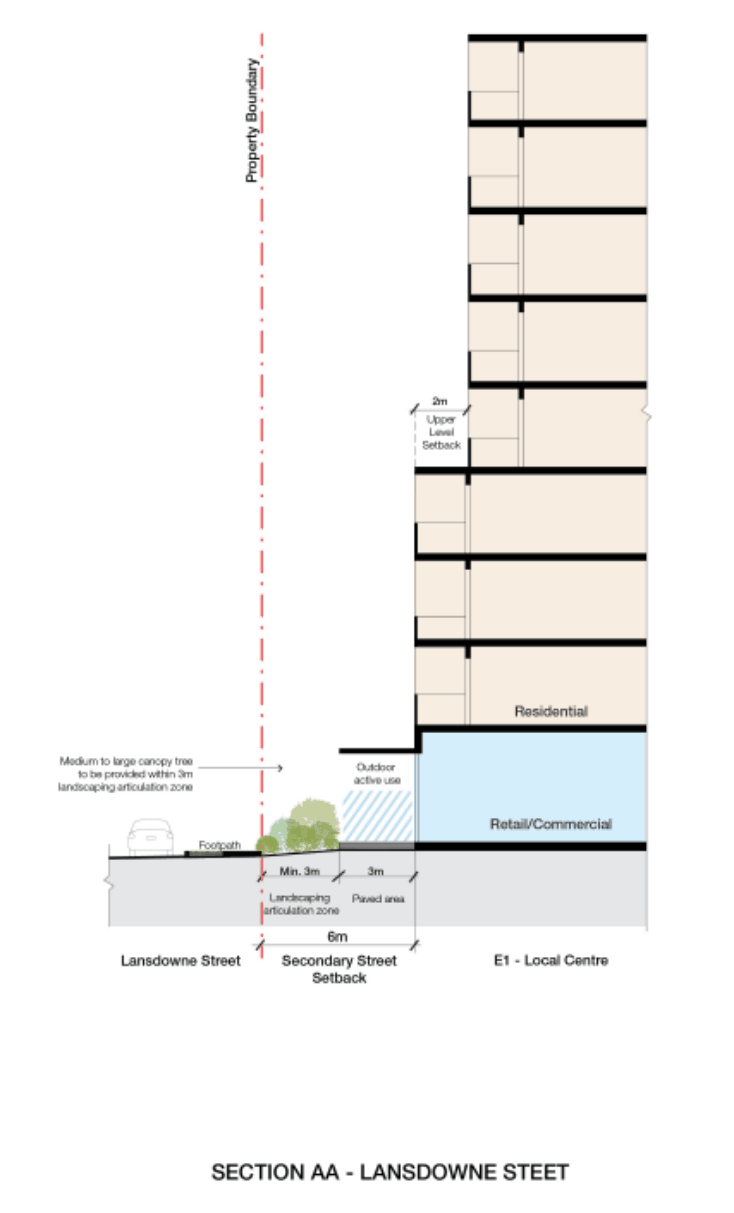 Property Boundary
2m
Upper
Level
Setback
Residential
Medium to large canopy tree
to be provided within 3m
landscaping articulation zone
Outdoor
active use
Retail/Commercial
Footpath
Min. 3m
3m
Landscaping
articulation zone
Paved area
6m
Lansdowne Street
Secondary Street
Setback
E1 - Local Centre
SECTION AA - LANSDOWNE STEET